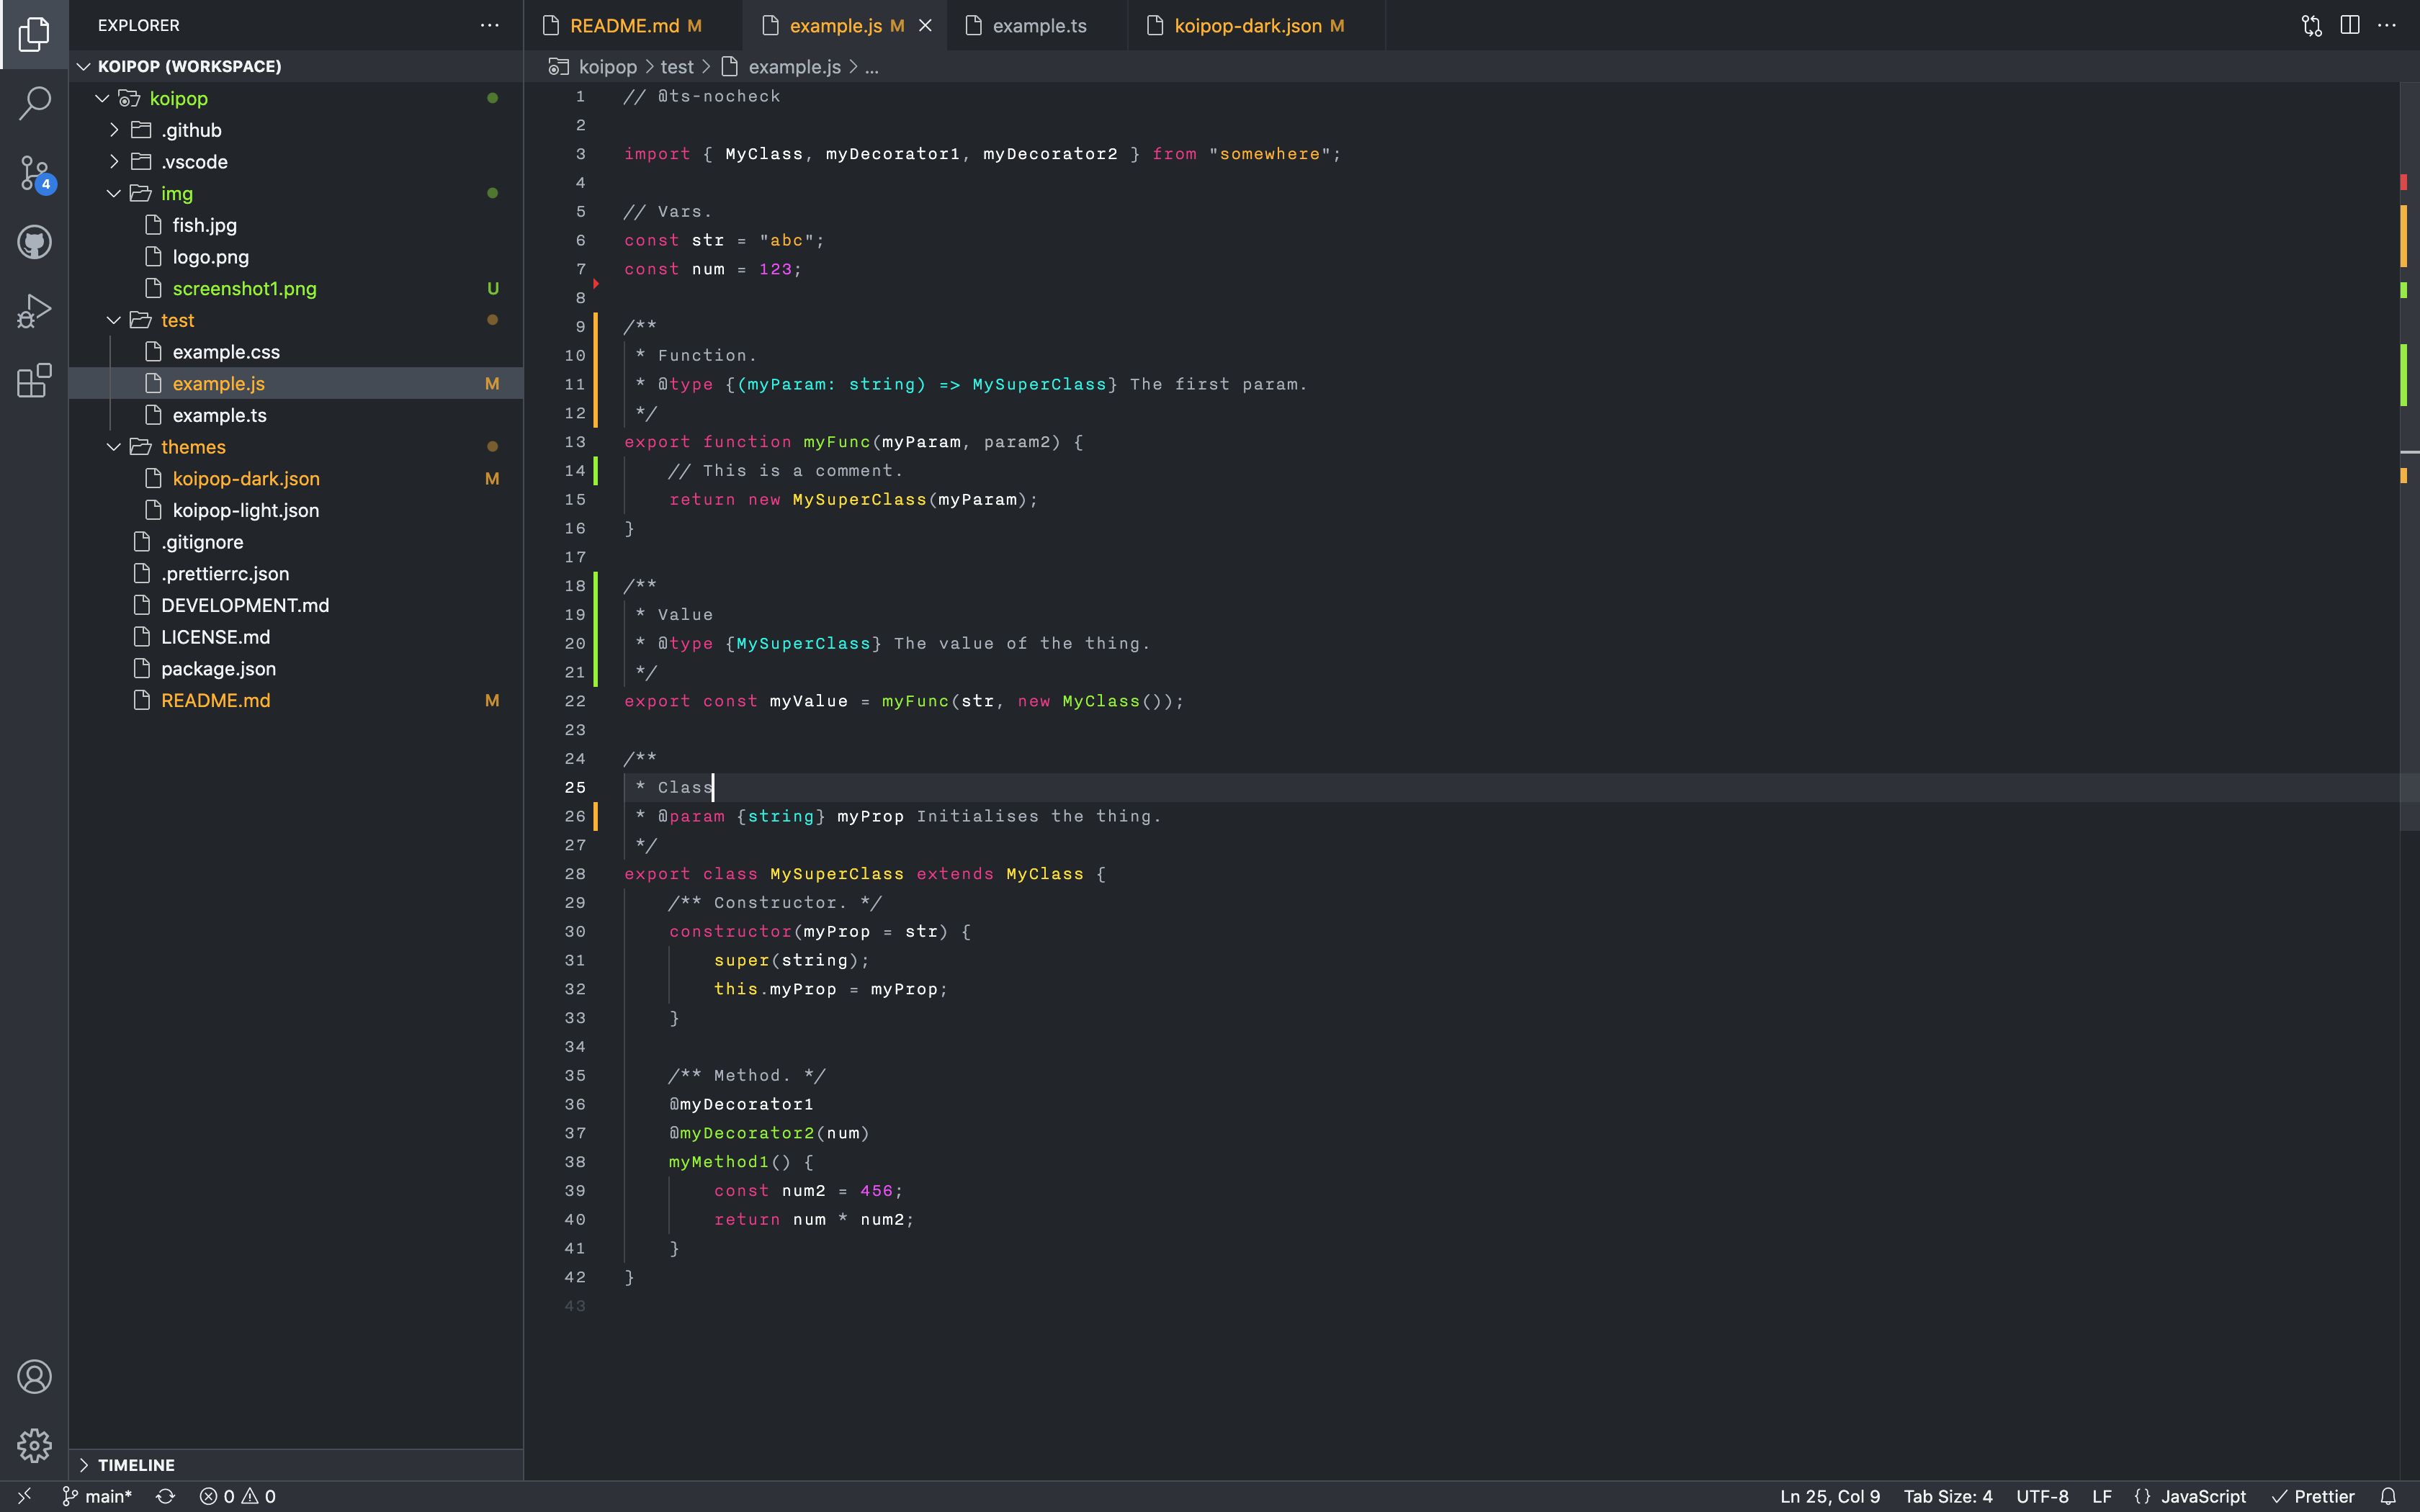 EXPLORER
KOIPOP (WORKSPACE)
koipop
.github
.vscode
img
fish.jpg
logo.png
screenshot1.png U
test
example.css
example.js M
example.ts
themes
koipop-dark.json M
koipop-light.json
.gitignore
.prettierrc.json
DEVELOPMENT.md
LICENSE.md
package.json
README.md M
TIMELINE
4
README.md M example.js M example.ts koipop-dark.json M
koipop > test > example.js > ...
1 // @ts-nocheck
2
3 import { MyClass, myDecorator1, myDecorator2 } from "somewhere";
4
5 // Vars.
6 const str = "abc";
7 const num = 123;
8
9 /**
10 * Function.
11 * @type {(myParam: string) => MySuperClass} The first param.
12 */
13 export function myFunc(myParam, param2) {
14 // This is a comment.
15 return new MySuperClass(myParam);
16 }
17
18 /**
19 * Value
20 * @type {MySuperClass} The value of the thing.
21 */
22 export const myValue = myFunc(str, new MyClass());
23
24 /**
25 * Class
26 * @param {string} myProp Initialises the thing.
27 */
28 export class MySuperClass extends MyClass {
29 /** Constructor. */
30 constructor(myProp = str) {
31 super(string);
32 this.myProp = myProp;
33 }
34
35 /** Method. */
36 @myDecorator1
37 @myDecorator2(num)
38 myMethod1() {
39 const num2 = 456;
40 return num * num2;
41 }
42 }
43
main* 0 0 Ln 25, Col 9 Tab Size: 4 UTF-8 LF {} JavaScript Prettier